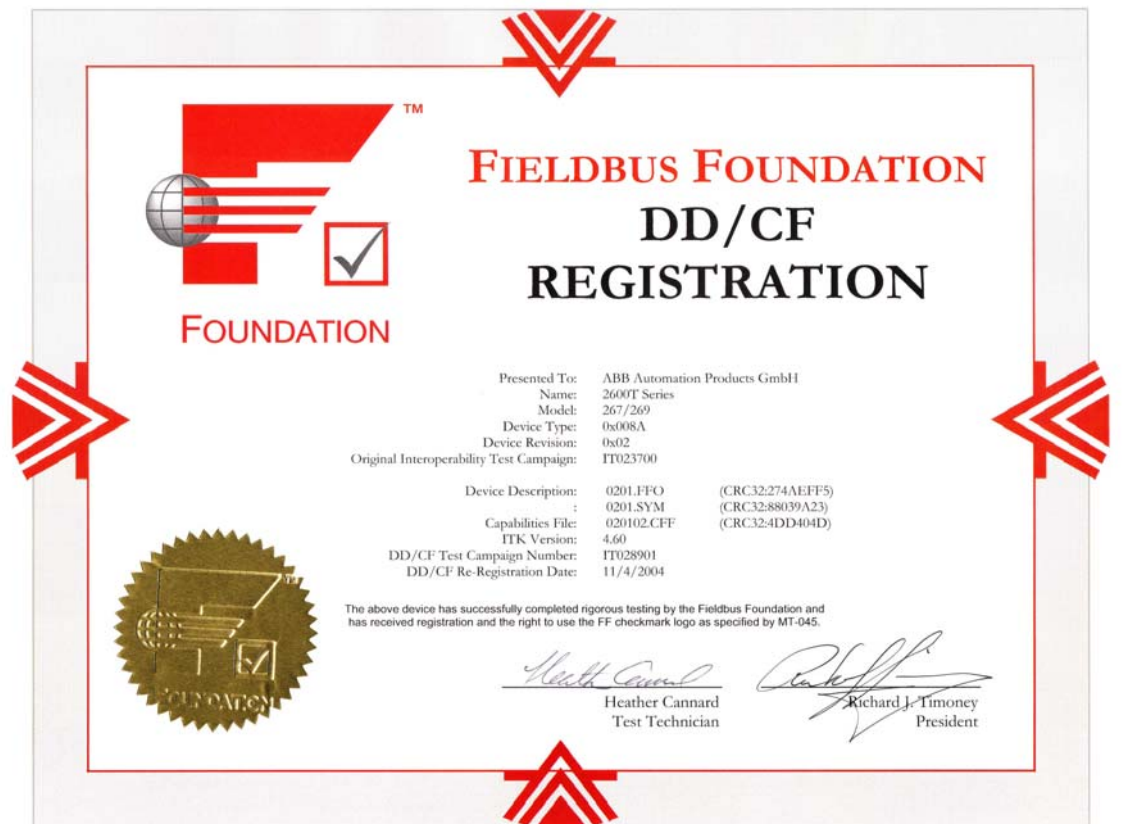 TM
FIELDBUS FOUNDATION
DD/CF
REGISTRATION
FOUNDATION
Presented To: ABB Automation Products GmbH
Name: 2600T Series
Model: 267/269
Device Type: 0x008A
Device Revision: 0x02
Original Interoperability Test Campaign: IT023700
Device Description: 0201.FFO (CRC32:274AEFF5)
: 0201.SYM (CRC32:88039A23)
Capabilities File: 020102.CFF (CRC32:4DD404D)
ITK Version: 4.60
DD/CF Test Campaign Number: IT028901
DD/CF Re-Registration Date: 11/4/2004
The above device has successfully completed rigorous testing by the Fieldbus Foundation and
has received registration and the right to use the FF checkmark logo as specified by MT-045.
Heather Cannard
Test Technician
Richard J. Timoney
President
TM
FOUNDATION